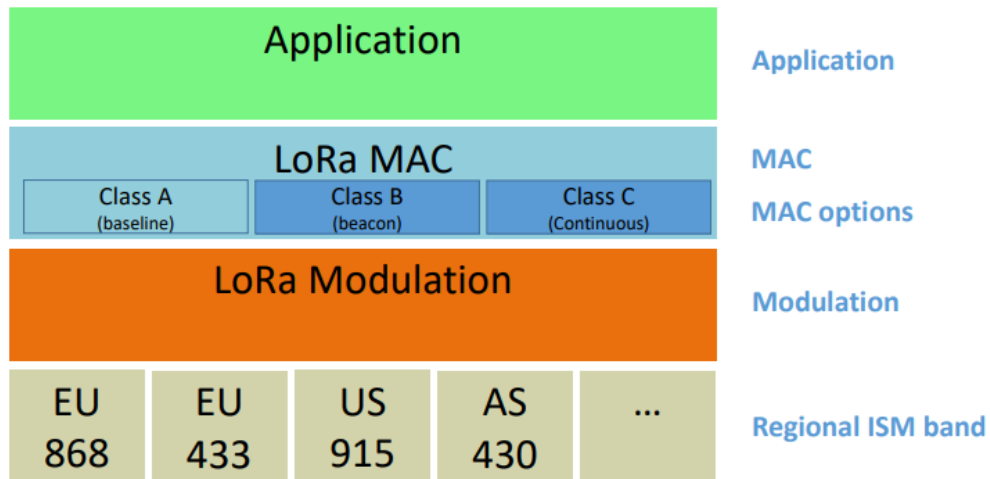 Application
Application
LoRa MAC
MAC
Class A
(baseline)
Class B
(beacon)
Class C
(Continuous)
MAC options
LoRa Modulation
Modulation
EU
868
EU
433
US
915
AS
430
...
Regional ISM band